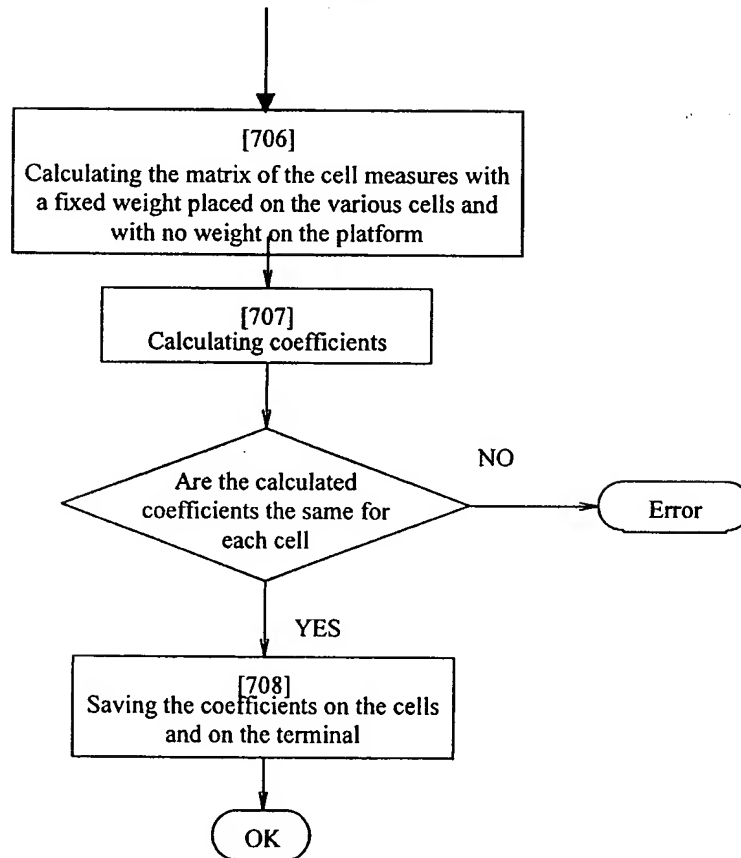 [706]
Calculating the matrix of the cell measures with
a fixed weight placed on the various cells and
with no weight on the platform
[707]
Calculating coefficients
Are the calculated
coefficients the same for
each cell
NO
Error
YES
[708]
Saving the coefficients on the cells
and on the terminal
OK